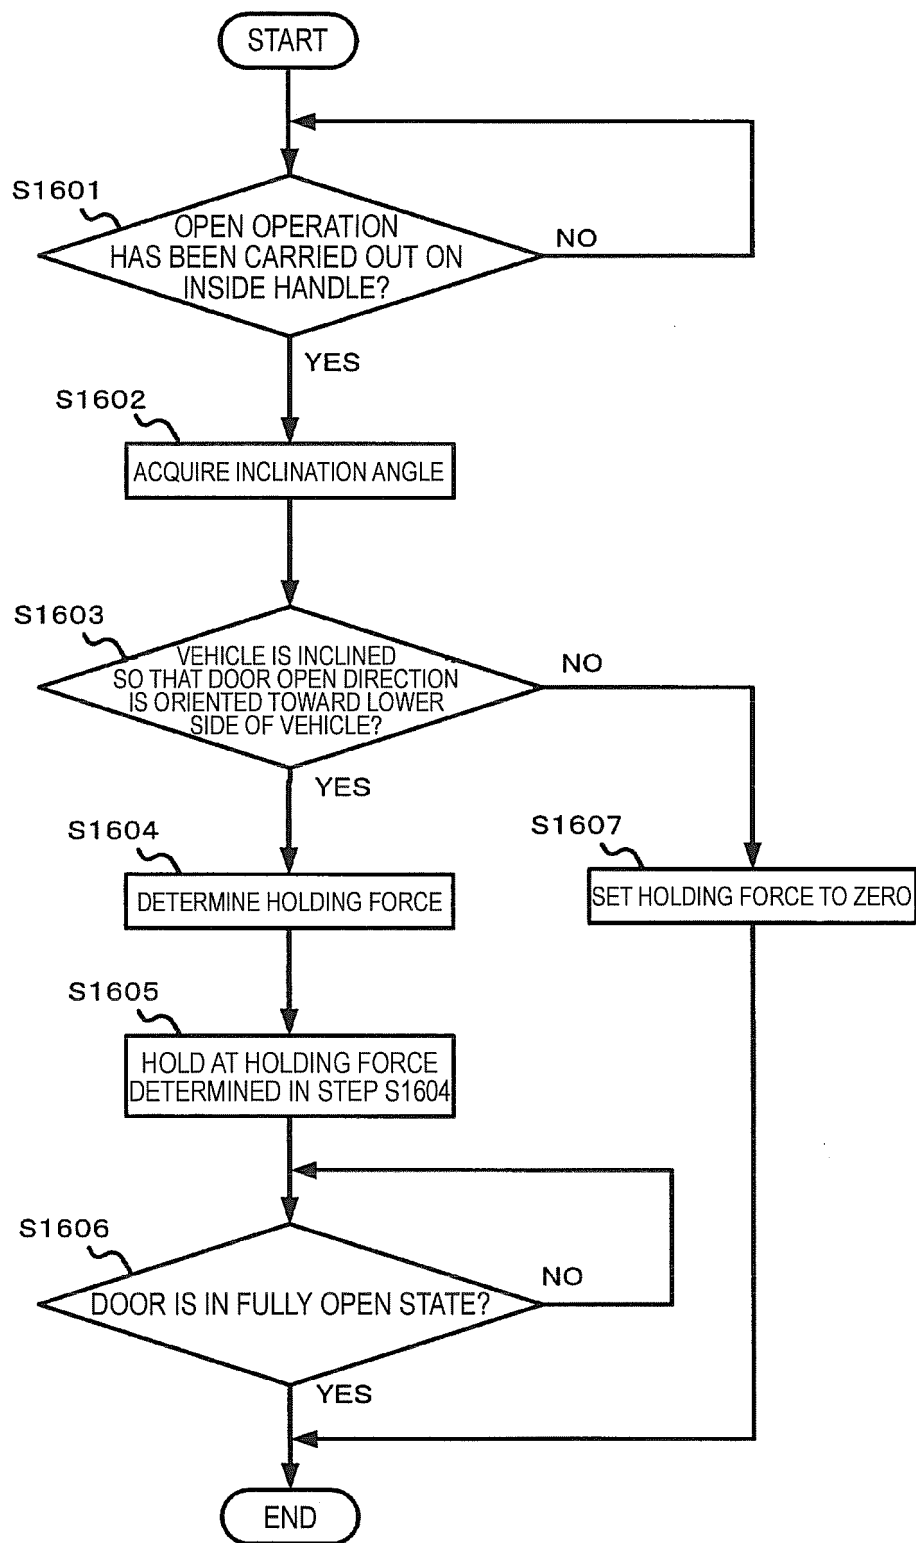 START
S1601
OPEN OPERATION
HAS BEEN CARRIED OUT ON
INSIDE HANDLE?
NO
YES
S1602
ACQUIRE INCLINATION ANGLE
S1603
VEHICLE IS INCLINED
SO THAT DOOR OPEN DIRECTION
IS ORIENTED TOWARD LOWER
SIDE OF VEHICLE?
NO
YES
S1604
DETERMINE HOLDING FORCE
S1607
SET HOLDING FORCE TO ZERO
S1605
HOLD AT HOLDING FORCE
DETERMINED IN STEP S1604
S1606
DOOR IS IN FULLY OPEN STATE?
NO
YES
END